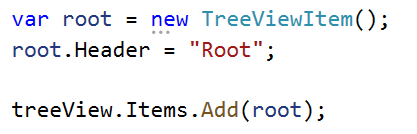 var root = new TreeViewItem();
root.Header = "Root";
treeView.Items.Add(root);